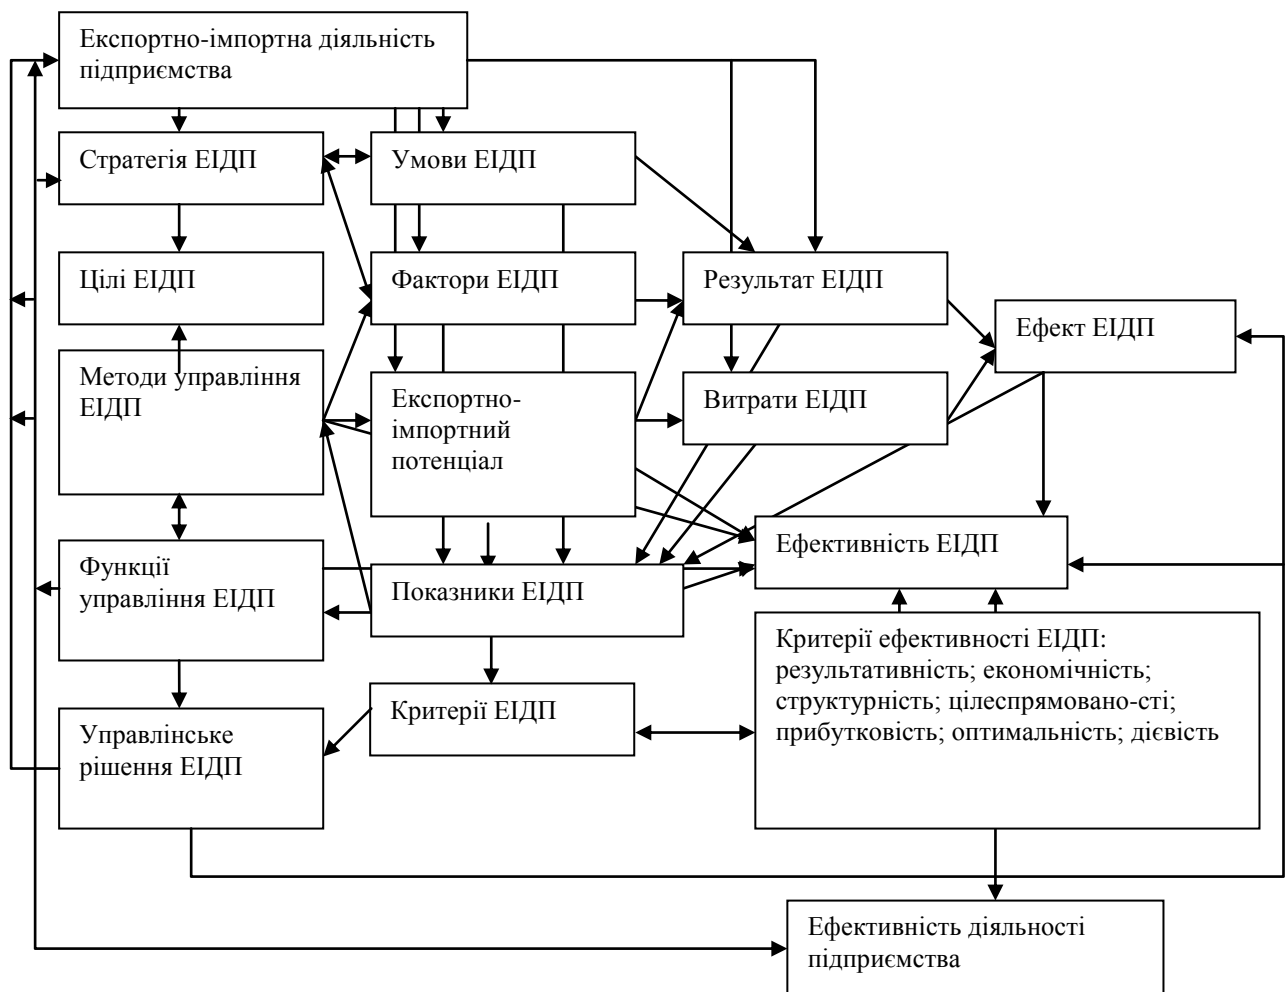 Експортно-імпортна діяльність
підприємства
Стратегія ЕІДП
Умови ЕІДП
Цілі ЕІДП
Фактори ЕІДП
Результат ЕІДП
Ефект ЕІДП
Методи управління
ЕІДП
Експортно-
імпортний
потенціал
Витрати ЕІДП
Ефективність ЕІДП
Функції
управління ЕІДП
Показники ЕІДП
Критерії ефективності ЕІДП:
результативність; економічність;
структурність; цілеспрямовано-сті;
прибутковість; оптимальність; дієвість
Критерії ЕІДП
Управлінське
рішення ЕІДП
Ефективність діяльності
підприємства